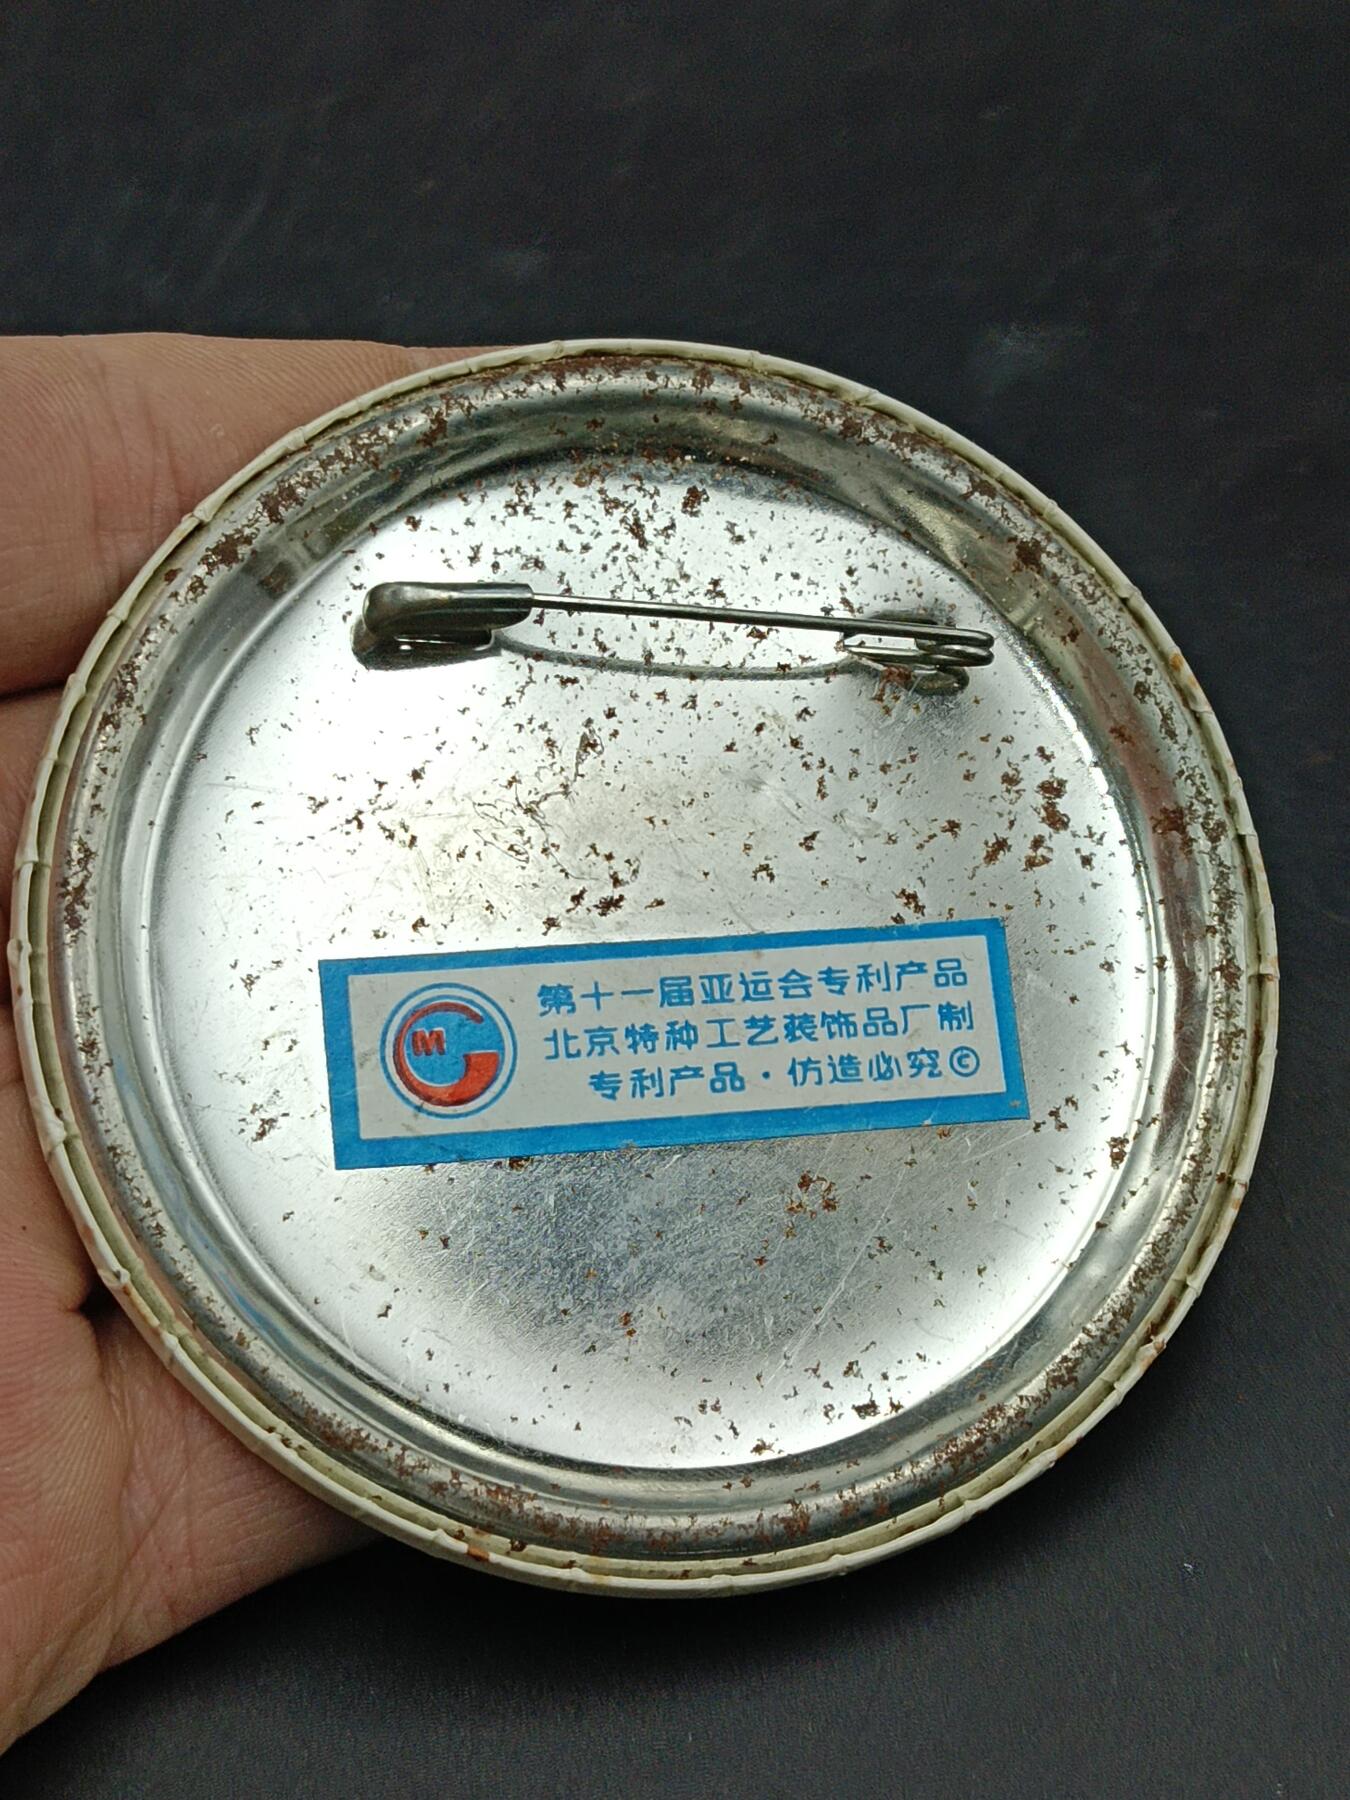 M
第十一届亚运会专利产品
北京特种工艺装饰品厂制
专利产品·仿造必究©